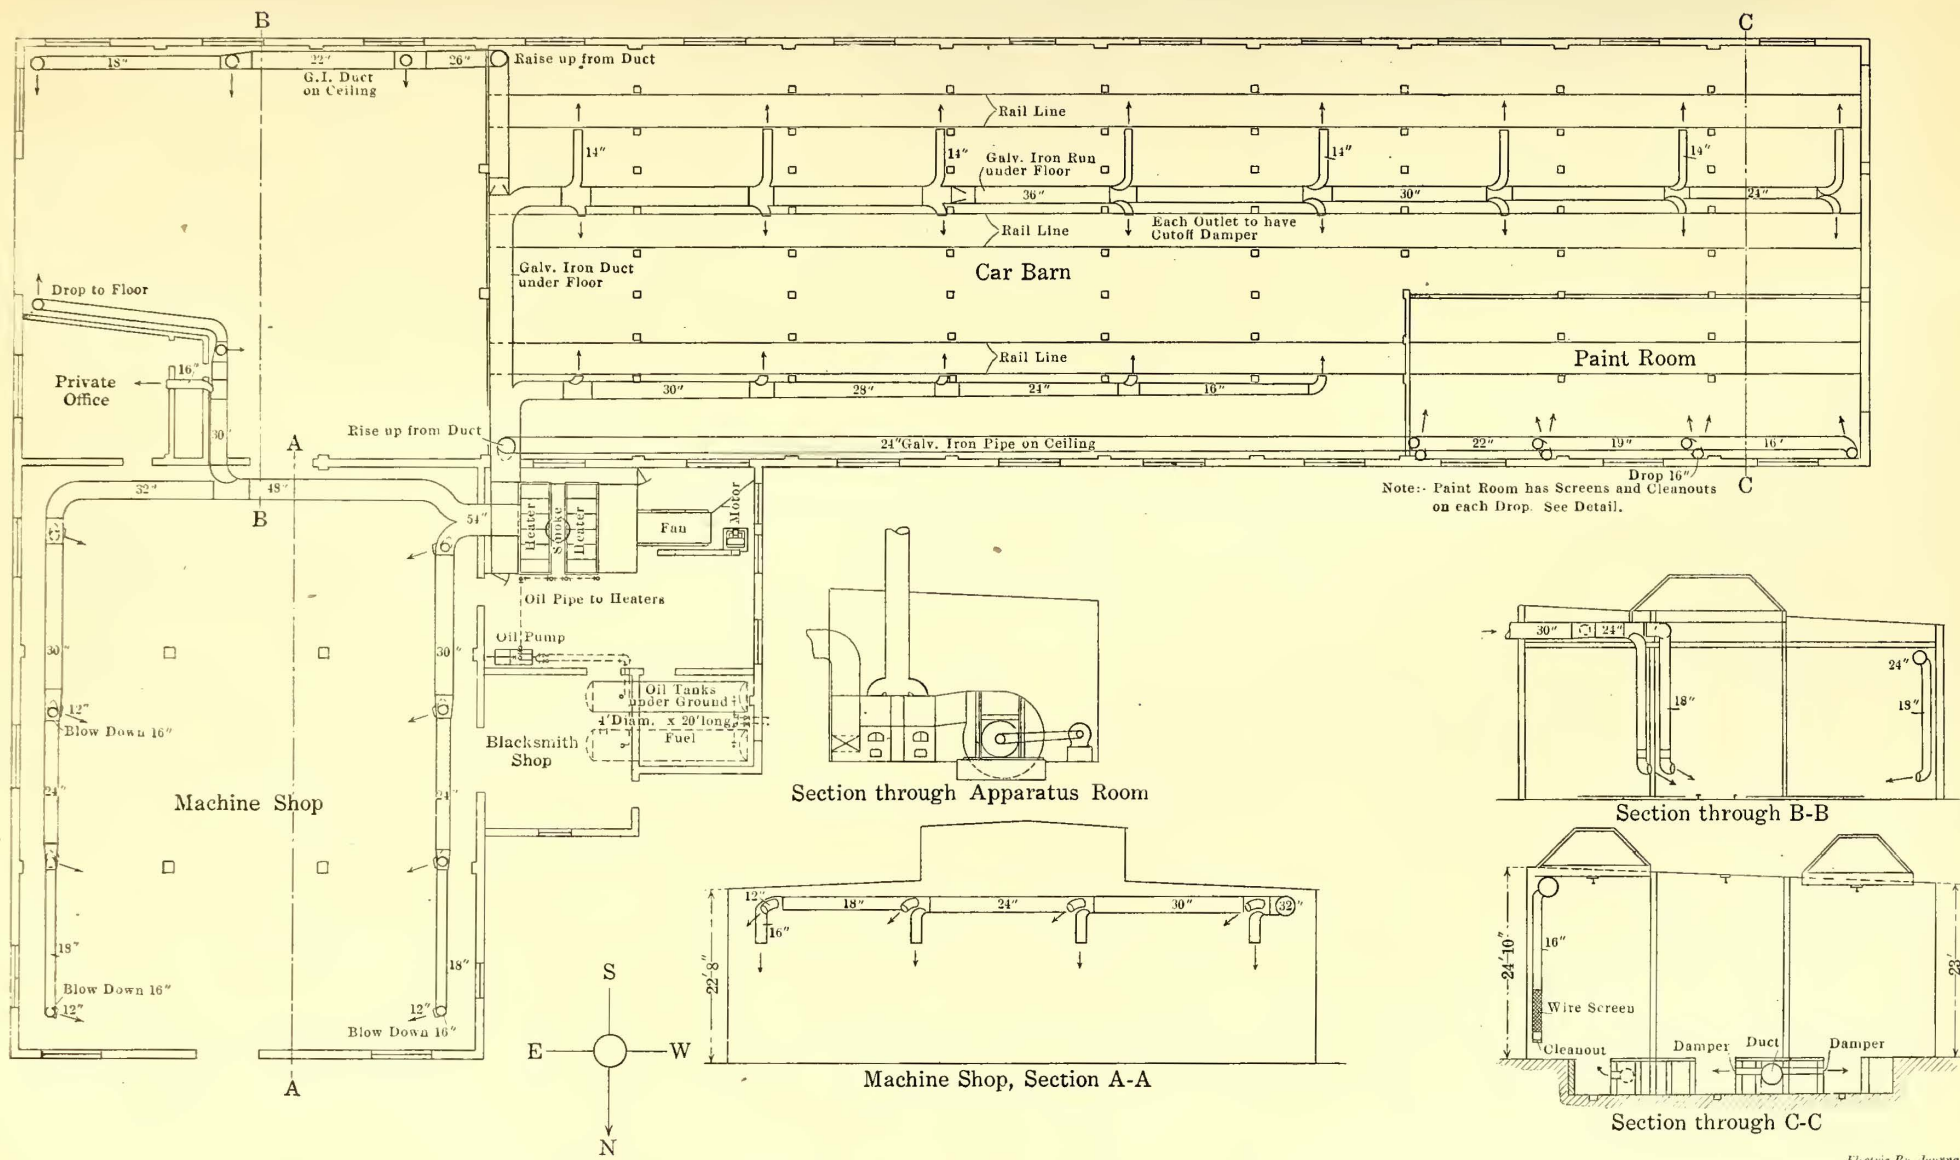 B
C
18"
22"
26"
Raise up from Duct
G.I. Duct
on Ceiling
Rail Line
14"
14"
Galv. Iron Run
under Floor
14"
14"
36"
30"
24"
Rail Line
Each Outlet to have
Cutoff Damper
Galv. Iron Duct
under Floor
Car Barn
Drop to Floor
16"
Private
Office
30"
Rail Line
Paint Room
30"
28"
24"
16"
Rise up from Duct
24" Galv. Iron Pipe on Ceiling
22"
19"
16"
Drop 16"
Note:- Paint Room has Screens and Cleanouts
on each Drop. See Detail.
C
A
32"
48"
B
54"
Heater
Smoke
Heater
Fan
Motor
Oil Pipe to Heaters
Oil Pump
30"
30"
12"
Blow Down 16"
Oil Tanks
under Ground
4' Diam. x 20' long
Fuel
Blacksmith
Shop
24"
24"
Machine Shop
18"
18"
Blow Down 16"
12"
12"
Blow Down 16"
A
Section through Apparatus Room
30"
24"
18"
24"
18"
Section through B-B
12"
18"
24"
30"
32"
16"
22'-8"
Machine Shop, Section A-A
S
E
W
N
24'-10"
16"
23'
Wire Screen
Cleanout
Damper
Duct
Damper
Section through C-C